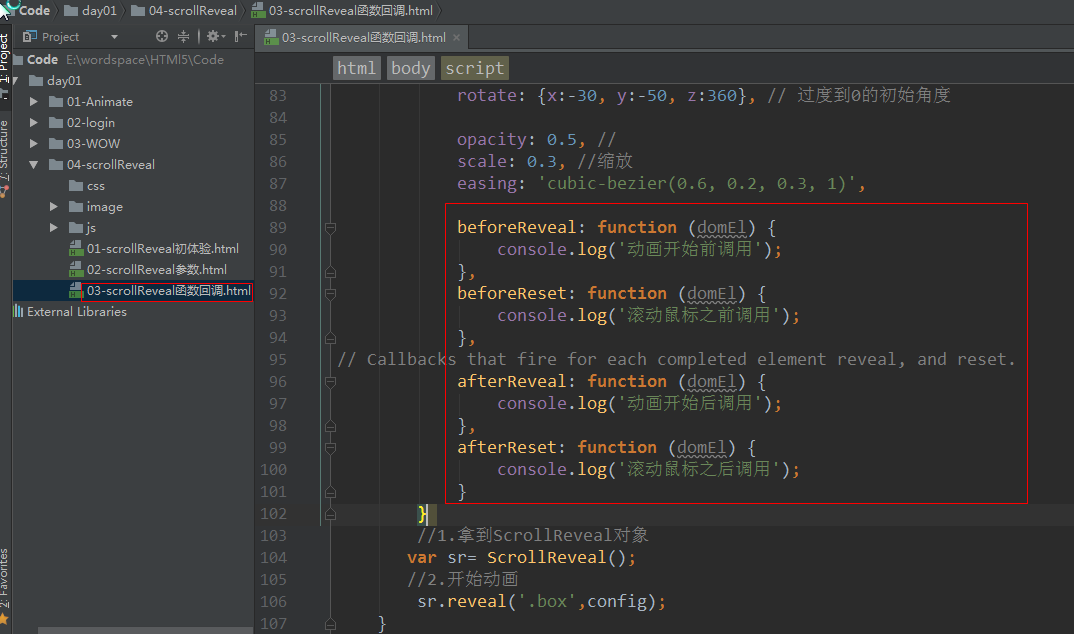 Code day01 04-scrollReveal 03-scrollReveal函数回调.html
Project
03-scrollReveal函数回调.html
1: Project
Structure
2: Favorites
Code E:\wordspace\HTMl5\Code
day01
01-Animate
02-login
03-WOW
04-scrollReveal
css
image
js
01-scrollReveal初体验.html
02-scrollReveal参数.html
03-scrollReveal函数回调.html
External Libraries
html body script
83 rotate: {x:-30, y:-50, z:360}, // 过度到0的初始角度
84
85 opacity: 0.5, //
86 scale: 0.3, //缩放
87 easing: 'cubic-bezier(0.6, 0.2, 0.3, 1)',
88
89 beforeReveal: function (domEl) {
90 console.log('动画开始前调用');
91 },
92 beforeReset: function (domEl) {
93 console.log('滚动鼠标之前调用');
94 },
95 // Callbacks that fire for each completed element reveal, and reset.
96 afterReveal: function (domEl) {
97 console.log('动画开始后调用');
98 },
99 afterReset: function (domEl) {
100 console.log('滚动鼠标之后调用');
101 }
102 }
103 //1.拿到ScrollReveal对象
104 var sr= ScrollReveal();
105 //2.开始动画
106 sr.reveal('.box',config);
107 }